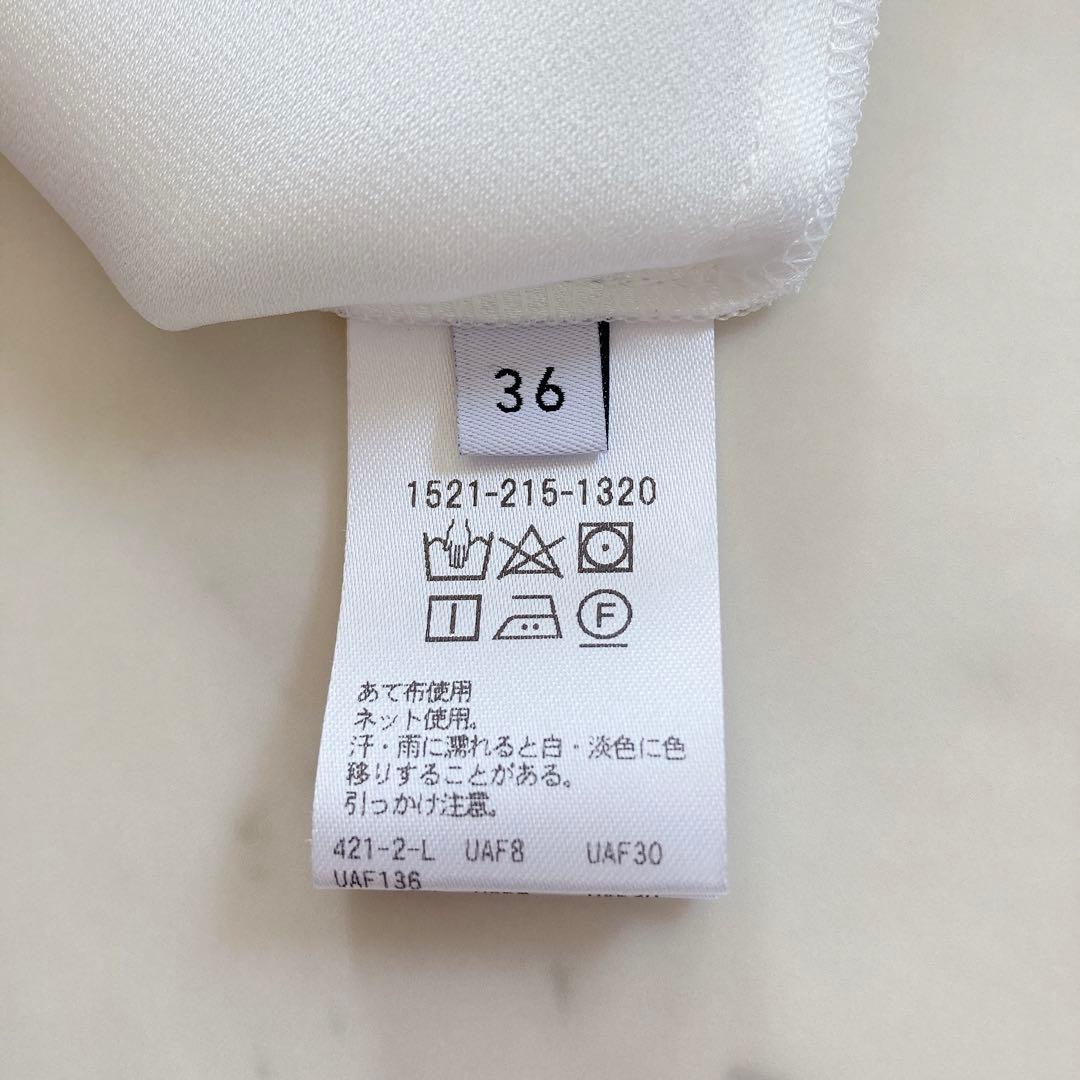 36
1521-215-1320
F
あて布使用
ネット使用。
汗・雨に濡れると白・淡色に色
移りすることがある。
引っかけ注意。
421-2-L UAF8 UAF30
UAF136